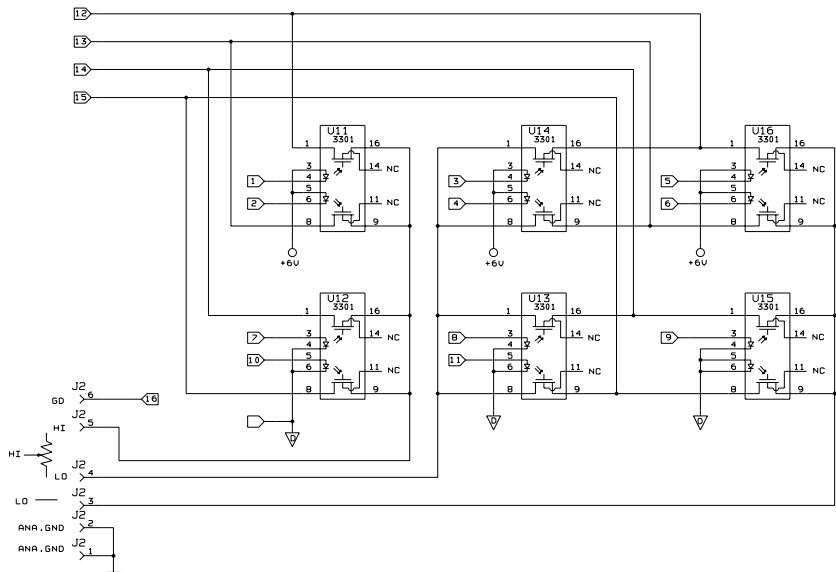 12
13
14
15
U11 U14 U16
3301 3301 3301
1 16 1 16 1 16
3 14 NC 3 14 NC 3 14 NC
1 4 3 4 5 4
5 5 5
2 6 11 NC 4 6 11 NC 6 6 11 NC
8 9 8 9 8 9
+6V +6V +6V
U12 U13 U15
3301 3301 3301
1 16 1 16 1 16
7 3 14 NC 8 3 14 NC 9 3 14 NC
4 4 4
10 5 11 NC 11 5 11 NC 5 11 NC
6 6 6
8 9 8 9 8 9
D D D
J2
GD 6 16
J2
HI 5
HI
J2
LO 4
J2
LO 3
J2
ANA.GND 2
J2
ANA.GND 1